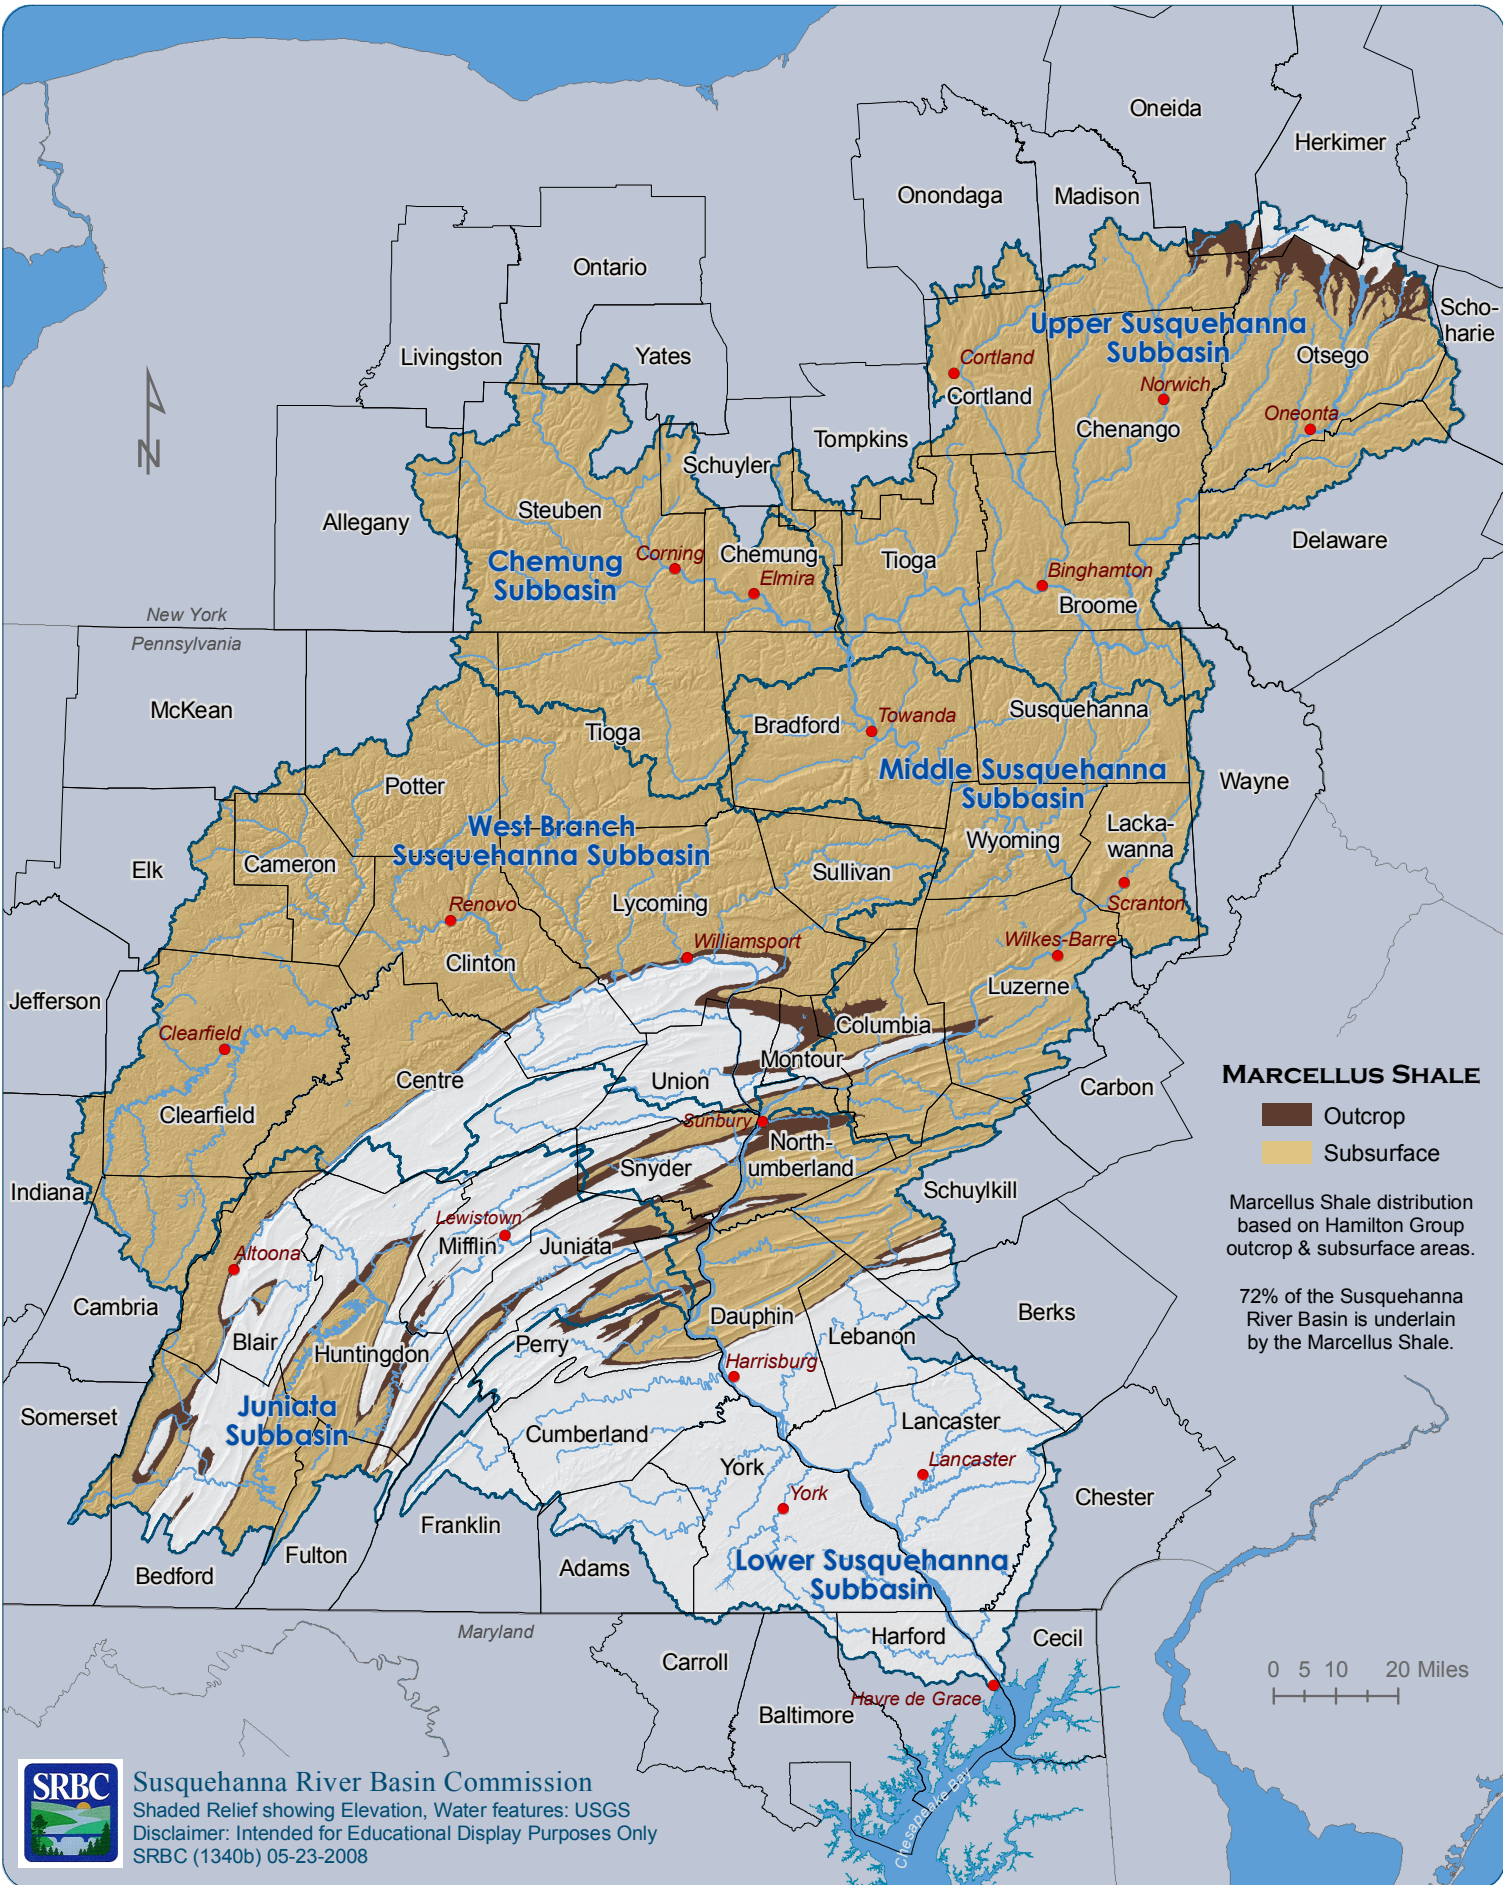 Oneida
Herkimer
Onondaga
Madison
Ontario
Scho-
harie
Livingston
Yates
Upper Susquehanna
Subbasin
Otsego
Cortland
Cortland
Norwich
Oneonta
Chenango
Tompkins
Schuyler
Steuben
Allegany
Delaware
Chemung
Subbasin
Corning
Chemung
Elmira
Tioga
Binghamton
Broome
New York
Pennsylvania
McKean
Tioga
Bradford
Towanda
Susquehanna
Middle Susquehanna
Subbasin
Wayne
Potter
West Branch
Susquehanna Subbasin
Wyoming
Lacka-
wanna
Elk
Cameron
Sullivan
Renovo
Lycoming
Scranton
Williamsport
Wilkes-Barre
Clinton
Luzerne
Jefferson
Clearfield
Columbia
Montour
Centre
Union
Carbon
Clearfield
Sunbury
North-
umberland
Snyder
Indiana
Schuylkill
Lewistown
Mifflin
Juniata
Altoona
Cambria
Dauphin
Berks
Blair
Huntingdon
Perry
Lebanon
Harrisburg
Juniata
Subbasin
Somerset
Cumberland
Lancaster
York
Lancaster
York
Chester
Franklin
Fulton
Bedford
Adams
Lower Susquehanna
Subbasin
Maryland
Harford
Cecil
Carroll
Havre de Grace
Baltimore
Chesapeake Bay
N
MARCELLUS SHALE
Outcrop
Subsurface
Marcellus Shale distribution
based on Hamilton Group
outcrop & subsurface areas.
72% of the Susquehanna
River Basin is underlain
by the Marcellus Shale.
0 5 10 20 Miles
SRBC
Susquehanna River Basin Commission
Shaded Relief showing Elevation, Water features: USGS
Disclaimer: Intended for Educational Display Purposes Only
SRBC (1340b) 05-23-2008